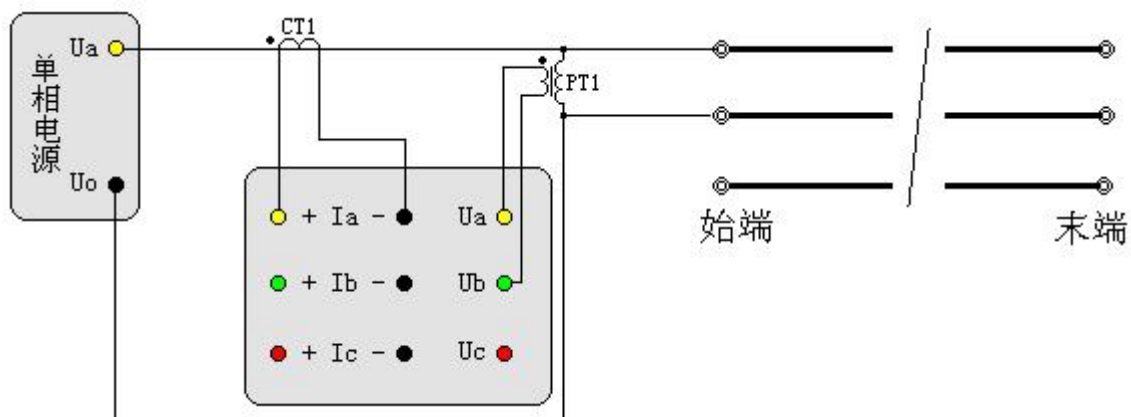 CT1
Ua
PT1
单相电源
Uo
+ Ia - Ua
始端
末端
+ Ib - Ub
+ Ic - Uc